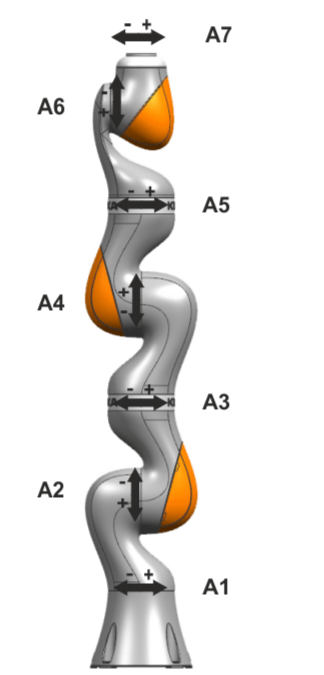 - +
A7
A6
-
+
- +
A5
A4
+
-
- +
A3
A2
-
+
- +
A1